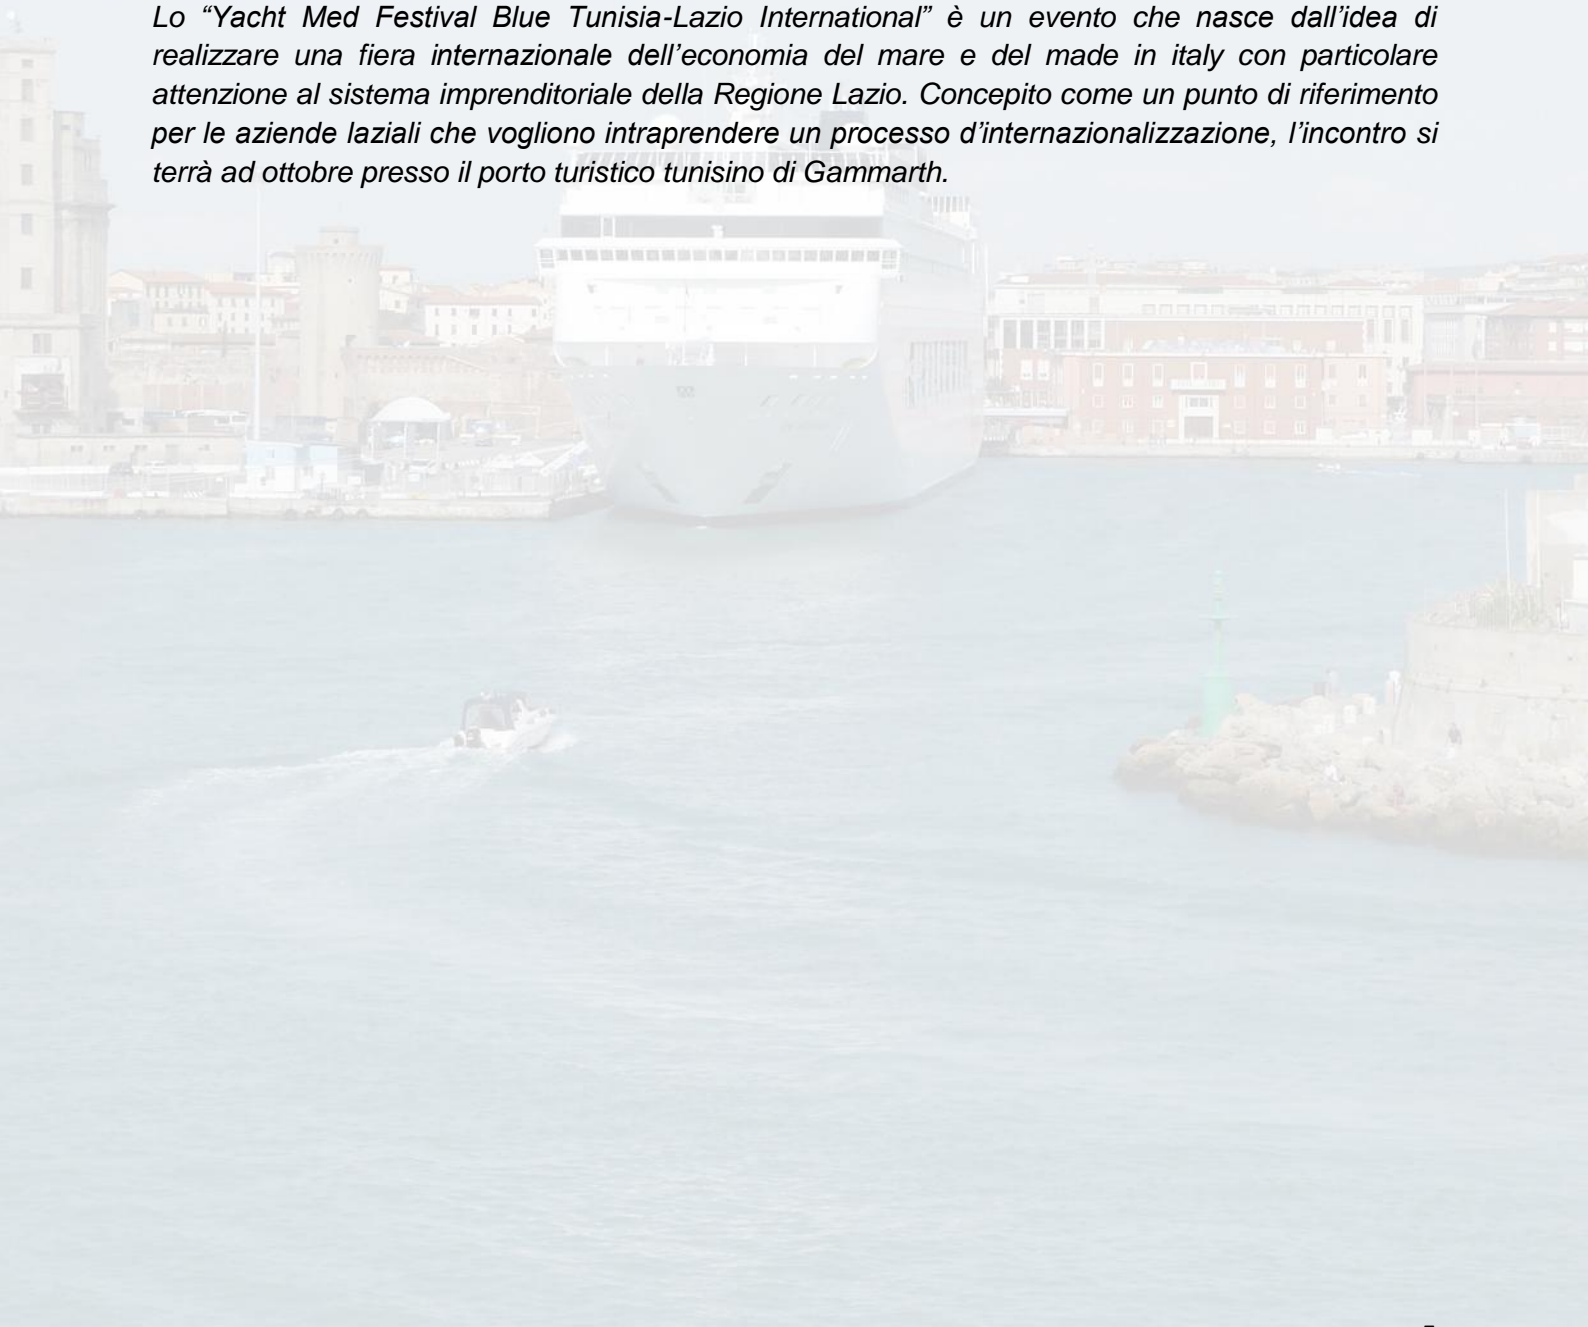 Lo “Yacht Med Festival Blue Tunisia-Lazio International” è un evento che nasce dall’idea di
realizzare una fiera internazionale dell’economia del mare e del made in italy con particolare
attenzione al sistema imprenditoriale della Regione Lazio. Concepito come un punto di riferimento
per le aziende laziali che vogliono intraprendere un processo d’internazionalizzazione, l’incontro si
terrà ad ottobre presso il porto turistico tunisino di Gammarth.